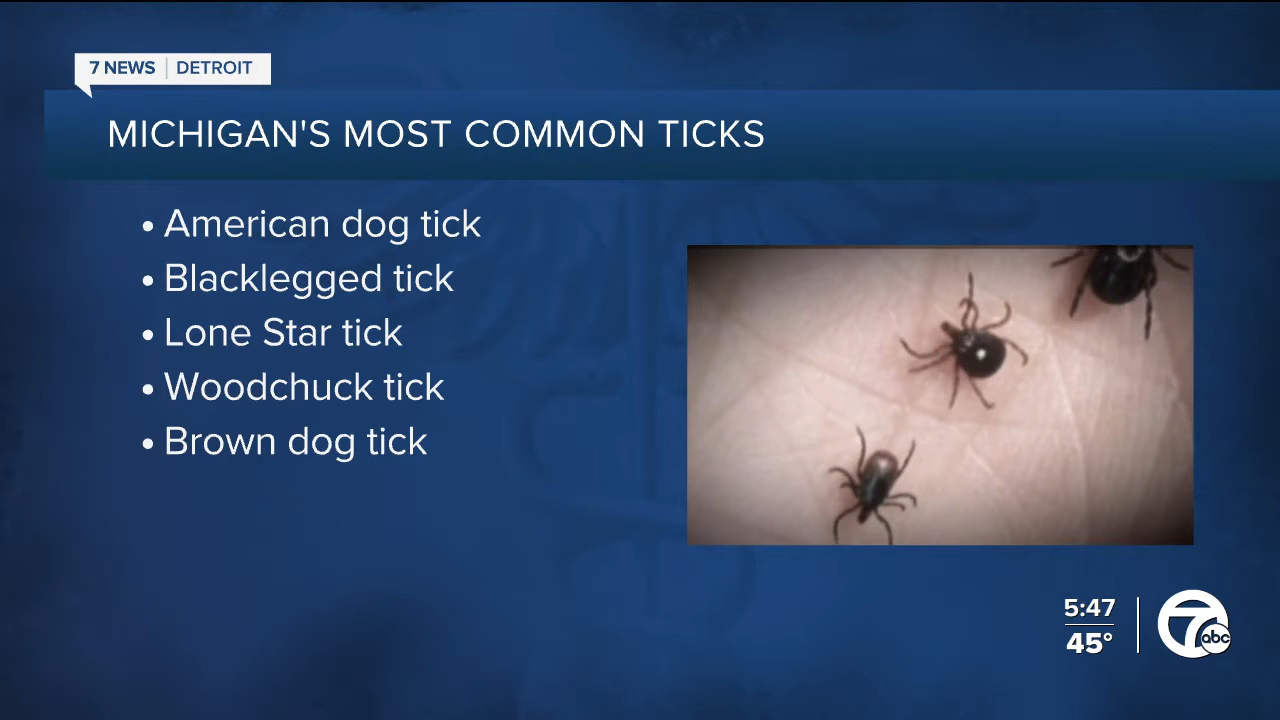 7 NEWS | DETROIT
MICHIGAN'S MOST COMMON TICKS
• American dog tick
• Blacklegged tick
• Lone Star tick
• Woodchuck tick
• Brown dog tick
5:47
45°
7 abc